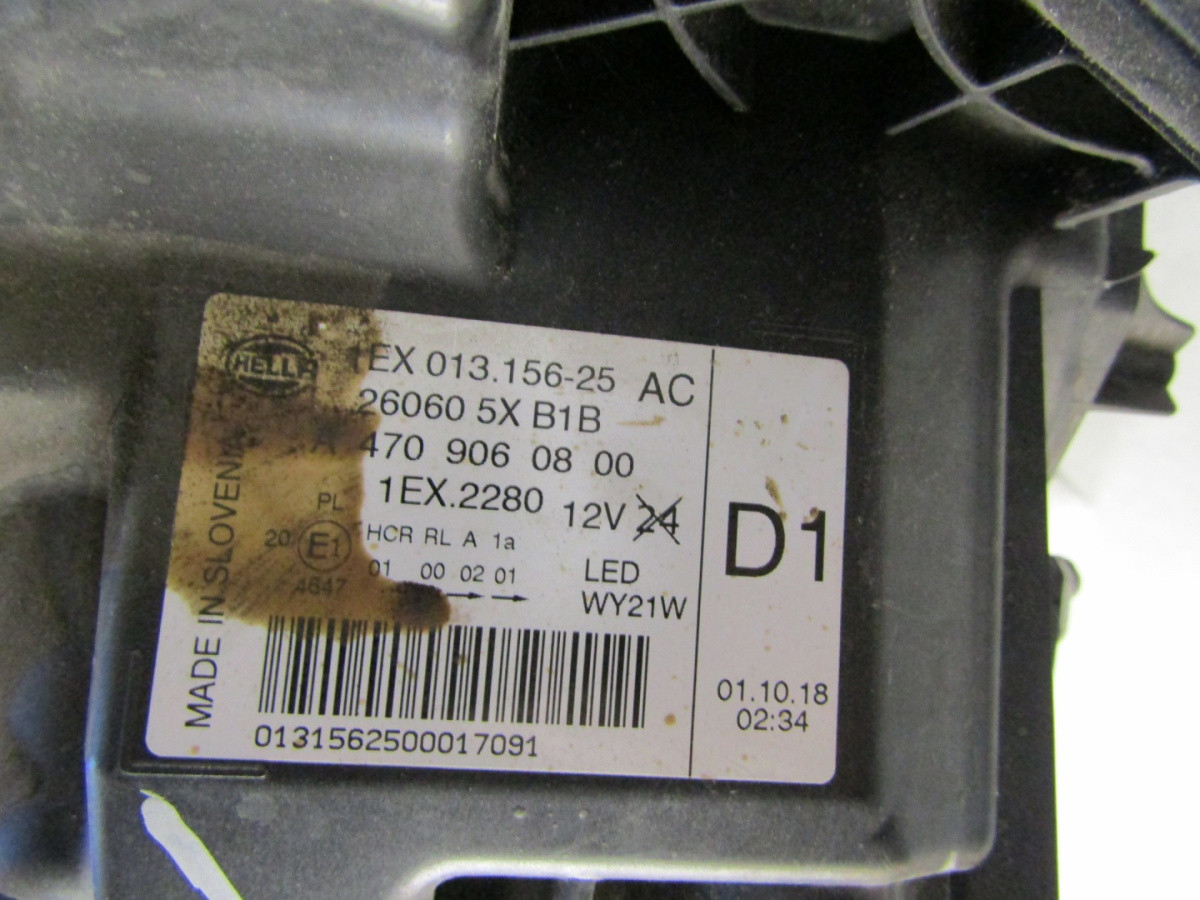 HELLA
1EX 013.156-25 AC
26060 5X B1B
470 906 08 00
1EX.2280 12V 24
PL
HCR RL A 1a
20 E1
01 00 02 01
4647
LED
WY21W
MADE IN SLOVENIA
0131562500017091
D1
01.10.18
02:34